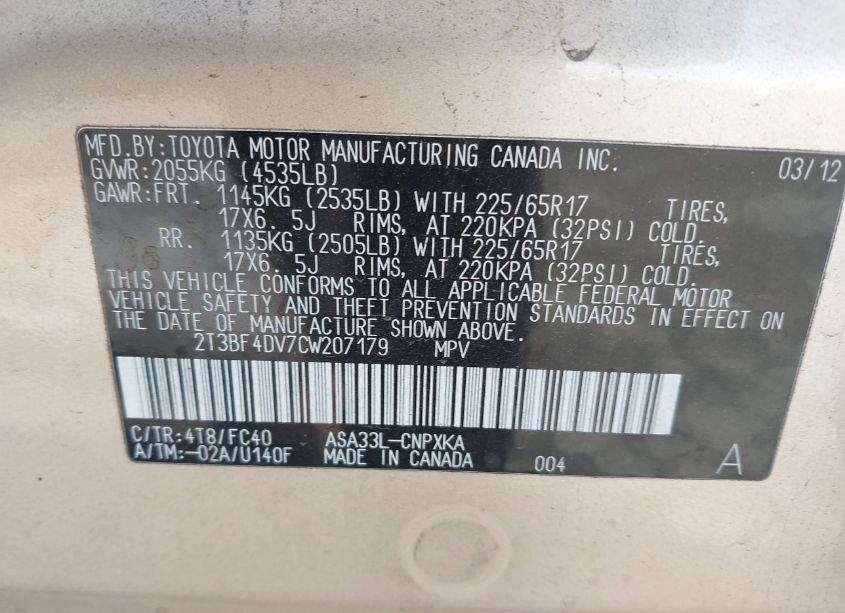 MFD.BY:TOYOTA MOTOR MANUFACTURING CANADA INC. 03/12
GVWR:2055KG (4535LB)
GAWR:FRT. 1145KG (2535LB) WITH 225/65R17 TIRES,
17X6. 5J RIMS, AT 220KPA (32PSI) COLD.
RR. 1135KG (2505LB) WITH 225/65R17 TIRES,
17X6. 5J RIMS, AT 220KPA (32PSI) COLD.
THIS VEHICLE CONFORMS TO ALL APPLICABLE FEDERAL MOTOR
VEHICLE SAFETY AND THEFT PREVENTION STANDARDS IN EFFECT ON
THE DATE OF MANUFACTURE SHOWN ABOVE.
2T3BF4DV7CW207179 MPV
C/TR:4T8/FC40 ASA33L-CNPXKA
A/TM:-02A/U140F MADE IN CANADA 004 A